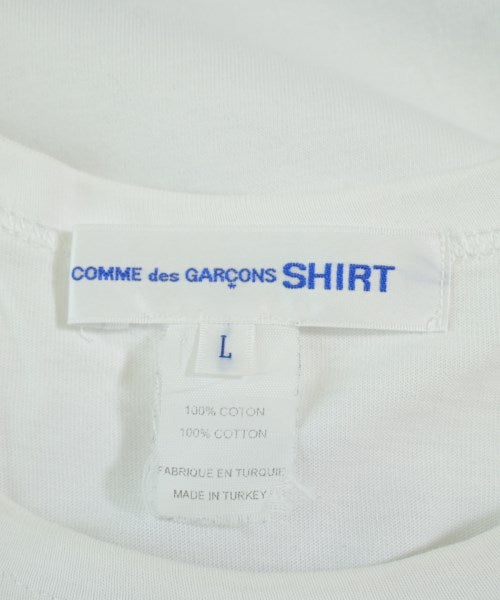 COMME des GARÇONS SHIRT
L
100% COTON
100% COTTON
FABRIQUE EN TURQUIE
MADE IN TURKEY